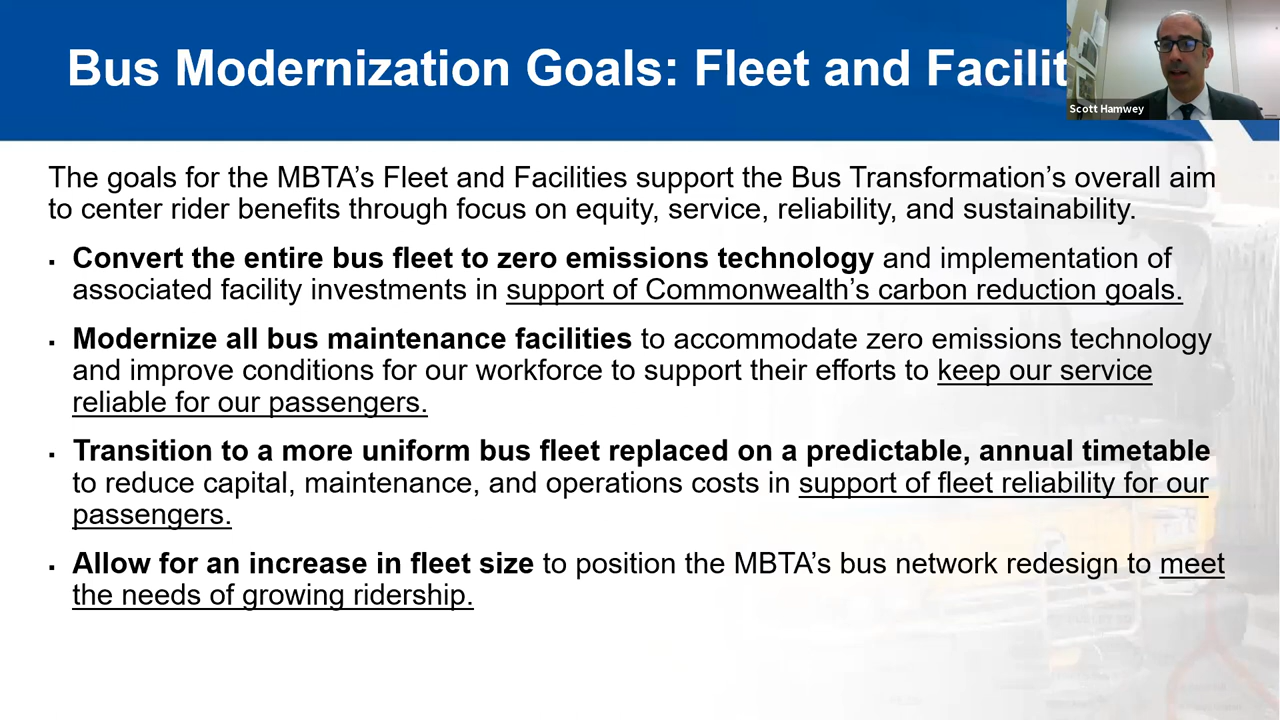 Bus Modernization Goals: Fleet and Facilit
Scott Hamwey
The goals for the MBTA’s Fleet and Facilities support the Bus Transformation’s overall aim
to center rider benefits through focus on equity, service, reliability, and sustainability.
▪ Convert the entire bus fleet to zero emissions technology and implementation of
associated facility investments in support of Commonwealth’s carbon reduction goals.
▪ Modernize all bus maintenance facilities to accommodate zero emissions technology
and improve conditions for our workforce to support their efforts to keep our service
reliable for our passengers.
▪ Transition to a more uniform bus fleet replaced on a predictable, annual timetable
to reduce capital, maintenance, and operations costs in support of fleet reliability for our
passengers.
▪ Allow for an increase in fleet size to position the MBTA’s bus network redesign to meet
the needs of growing ridership.